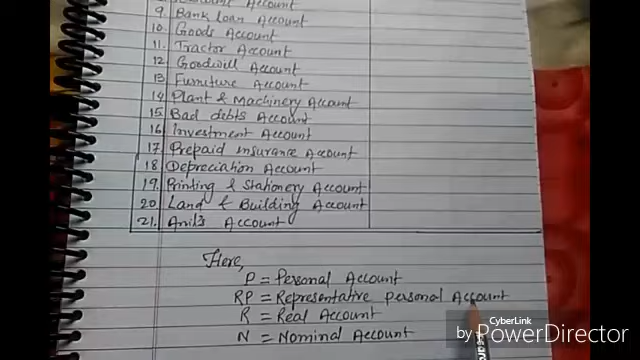 Account
9. Bank loan Account
10. Goods Account
11. Tractor Account
12 Goodwill Account
13 Furniture Account
14 Plant & Machinery Account
15 Bad debts Account
16 Investment Account
17. Prepaid insurance Account
18 Depreciation Account
19. Printing & Stationery Account
20. Land & Building Account
21. Anil's Account
Here,
P = Personal Account
RP = Representative personal Account
R = Real Account
N = Nominal Account
CyberLink
by PowerDirector